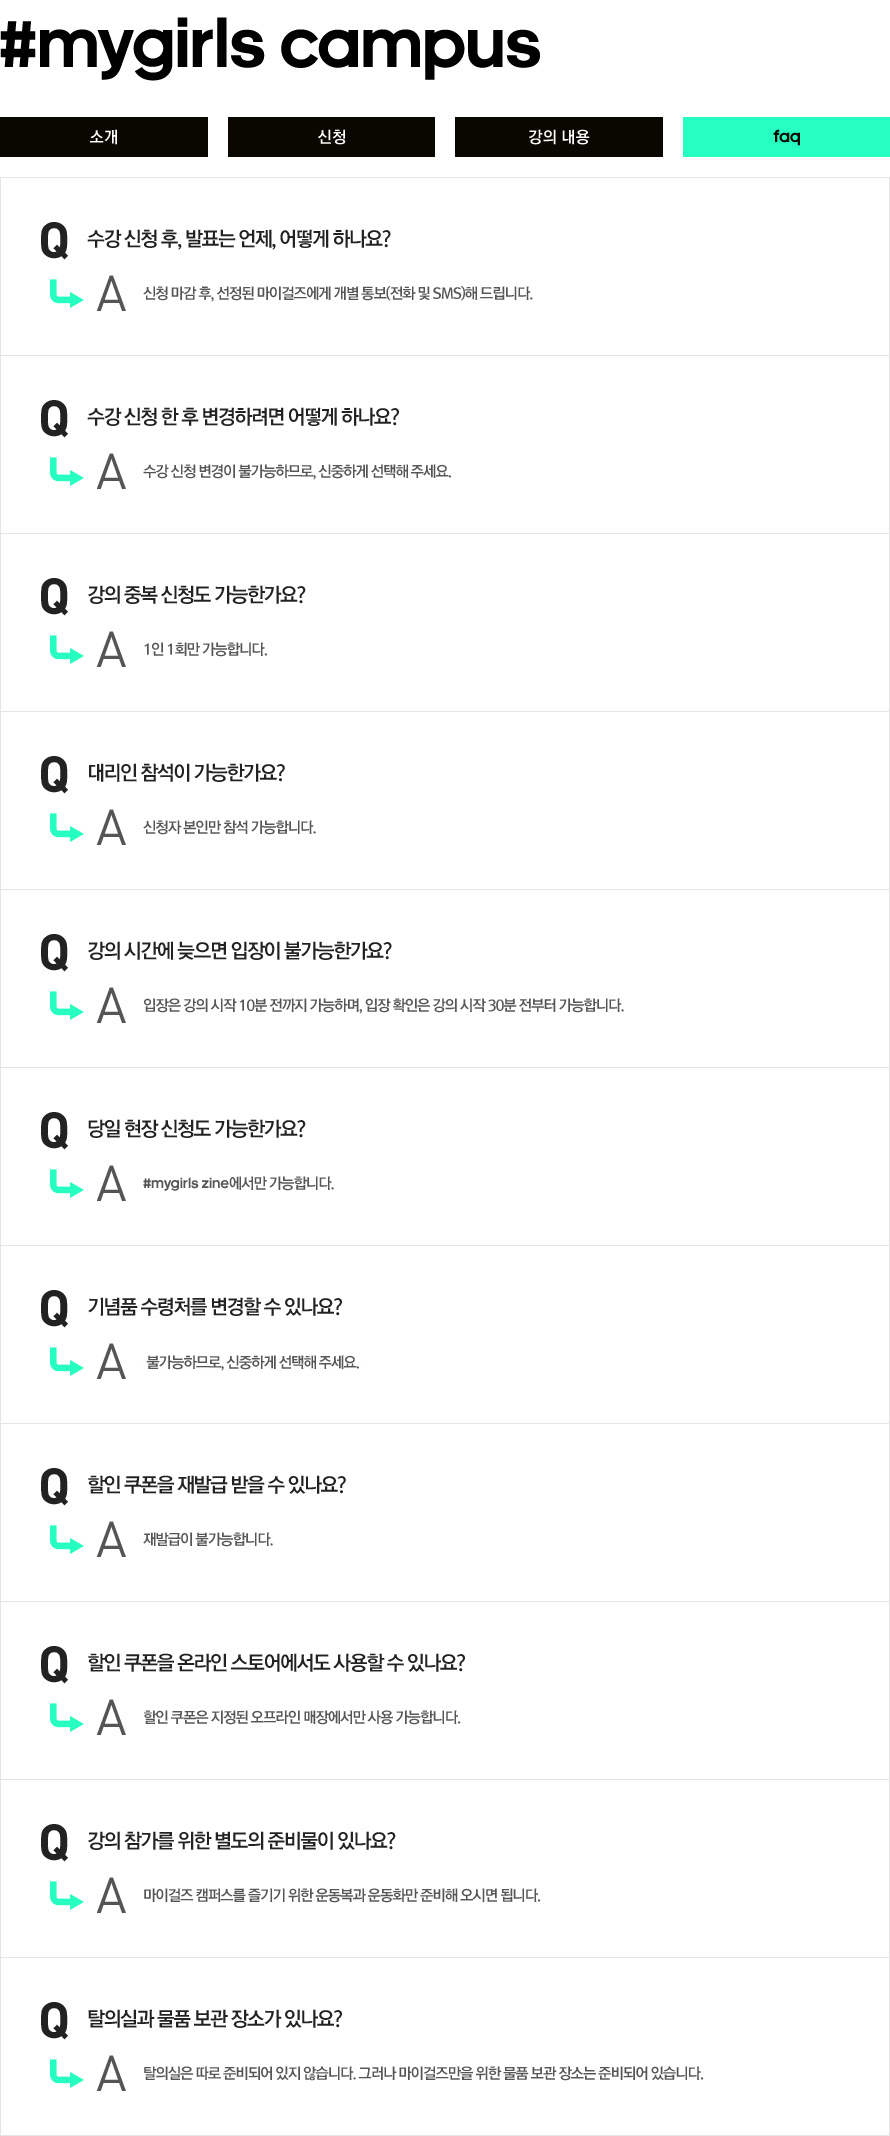 #mygirls campus
소개
신청
강의 내용
faq
Q 수강 신청 후, 발표는 언제, 어떻게 하나요?
A 신청 마감 후, 선정된 마이걸즈에게 개별 통보(전화 및 SMS)해 드립니다.
Q 수강 신청 한 후 변경하려면 어떻게 하나요?
A 수강 신청 변경이 불가능하므로, 신중하게 선택해 주세요.
Q 강의 중복 신청도 가능한가요?
A 1인 1회만 가능합니다.
Q 대리인 참석이 가능한가요?
A 신청자 본인만 참석 가능합니다.
Q 강의 시간에 늦으면 입장이 불가능한가요?
A 입장은 강의 시작 10분 전까지 가능하며, 입장 확인은 강의 시작 30분 전부터 가능합니다.
Q 당일 현장 신청도 가능한가요?
A #mygirls zine에서만 가능합니다.
Q 기념품 수령처를 변경할 수 있나요?
A 불가능하므로, 신중하게 선택해 주세요.
Q 할인 쿠폰을 재발급 받을 수 있나요?
A 재발급이 불가능합니다.
Q 할인 쿠폰을 온라인 스토어에서도 사용할 수 있나요?
A 할인 쿠폰은 지정된 오프라인 매장에서만 사용 가능합니다.
Q 강의 참가를 위한 별도의 준비물이 있나요?
A 마이걸즈 캠퍼스를 즐기기 위한 운동복과 운동화만 준비해 오시면 됩니다.
Q 탈의실과 물품 보관 장소가 있나요?
A 탈의실은 따로 준비되어 있지 않습니다. 그러나 마이걸즈만을 위한 물품 보관 장소는 준비되어 있습니다.